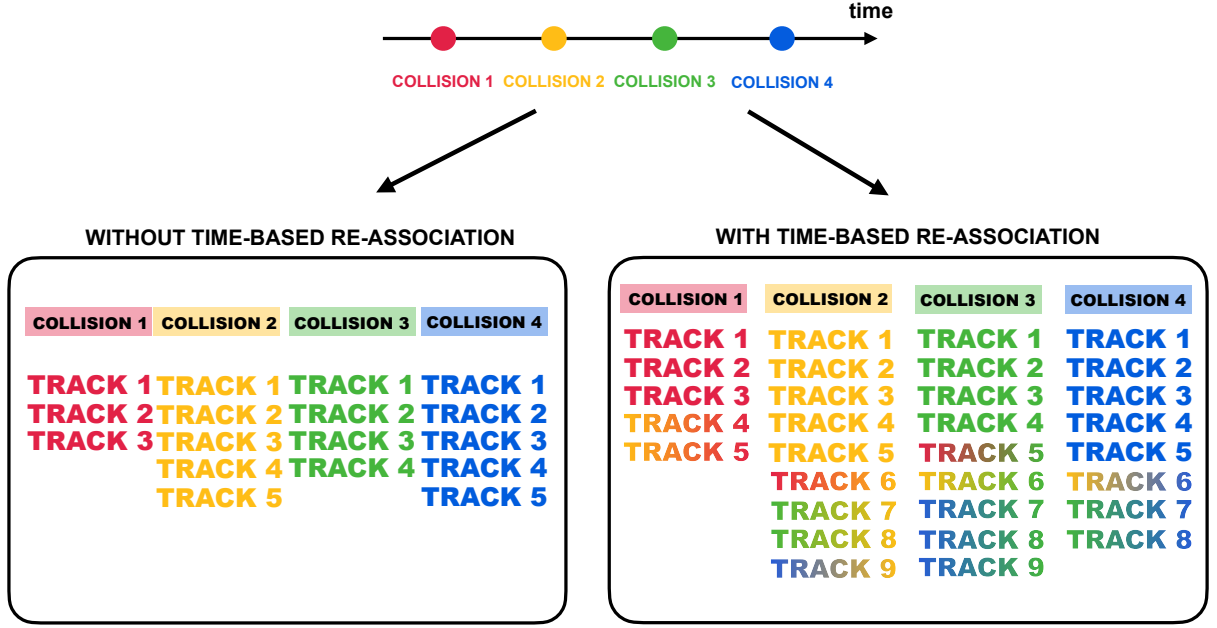 time
COLLISION 1 COLLISION 2 COLLISION 3 COLLISION 4
WITHOUT TIME-BASED RE-ASSOCIATION
COLLISION 1 COLLISION 2 COLLISION 3 COLLISION 4
TRACK 1 TRACK 1 TRACK 1 TRACK 1
TRACK 2 TRACK 2 TRACK 2 TRACK 2
TRACK 3 TRACK 3 TRACK 3 TRACK 3
TRACK 4 TRACK 4 TRACK 4
TRACK 5 TRACK 5
WITH TIME-BASED RE-ASSOCIATION
COLLISION 1 COLLISION 2 COLLISION 3 COLLISION 4
TRACK 1 TRACK 1 TRACK 1 TRACK 1
TRACK 2 TRACK 2 TRACK 2 TRACK 2
TRACK 3 TRACK 3 TRACK 3 TRACK 3
TRACK 4 TRACK 4 TRACK 4 TRACK 4
TRACK 5 TRACK 5 TRACK 5 TRACK 5
TRACK 6 TRACK 6 TRACK 6
TRACK 7 TRACK 7 TRACK 7
TRACK 8 TRACK 8 TRACK 8
TRACK 9 TRACK 9